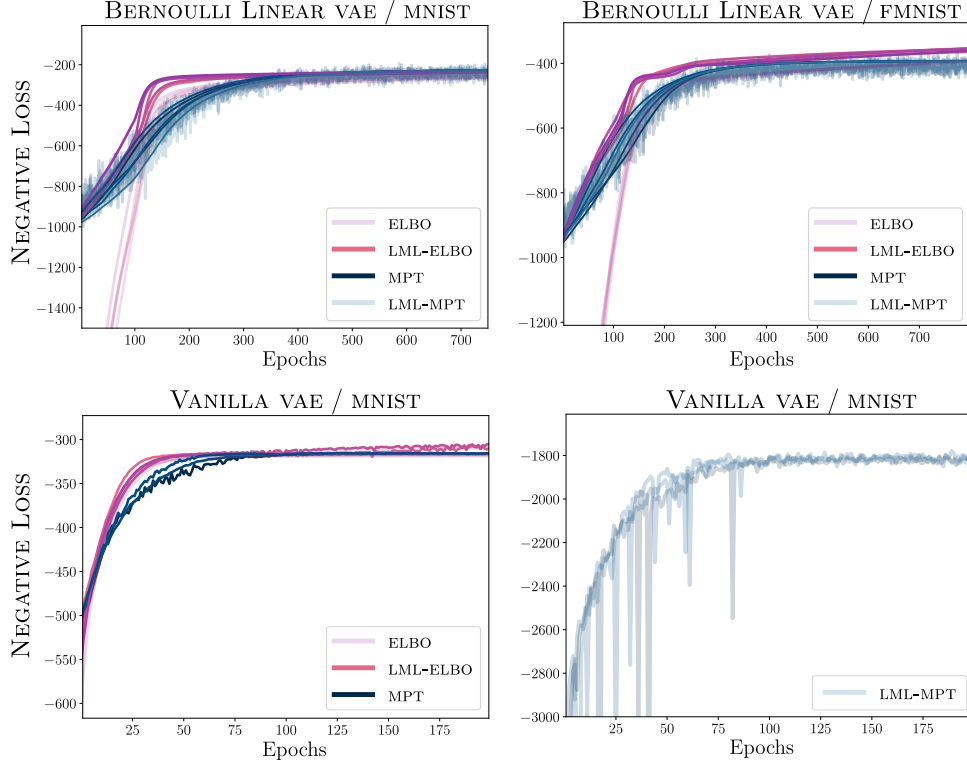 BERNOULLI LINEAR VAE / MNIST
NEGATIVE LOSS
−200
−400
−600
−800
−1000
−1200
−1400
100 200 300 400 500 600 700
Epochs
ELBO
LML-ELBO
MPT
LML-MPT
BERNOULLI LINEAR VAE / FMNIST
−400
−600
−800
−1000
−1200
100 200 300 400 500 600 700
Epochs
ELBO
LML-ELBO
MPT
LML-MPT
VANILLA VAE / MNIST
NEGATIVE LOSS
−300
−350
−400
−450
−500
−550
−600
25 50 75 100 125 150 175
Epochs
ELBO
LML-ELBO
MPT
VANILLA VAE / MNIST
−1800
−2000
−2200
−2400
−2600
−2800
−3000
25 50 75 100 125 150 175
Epochs
LML-MPT